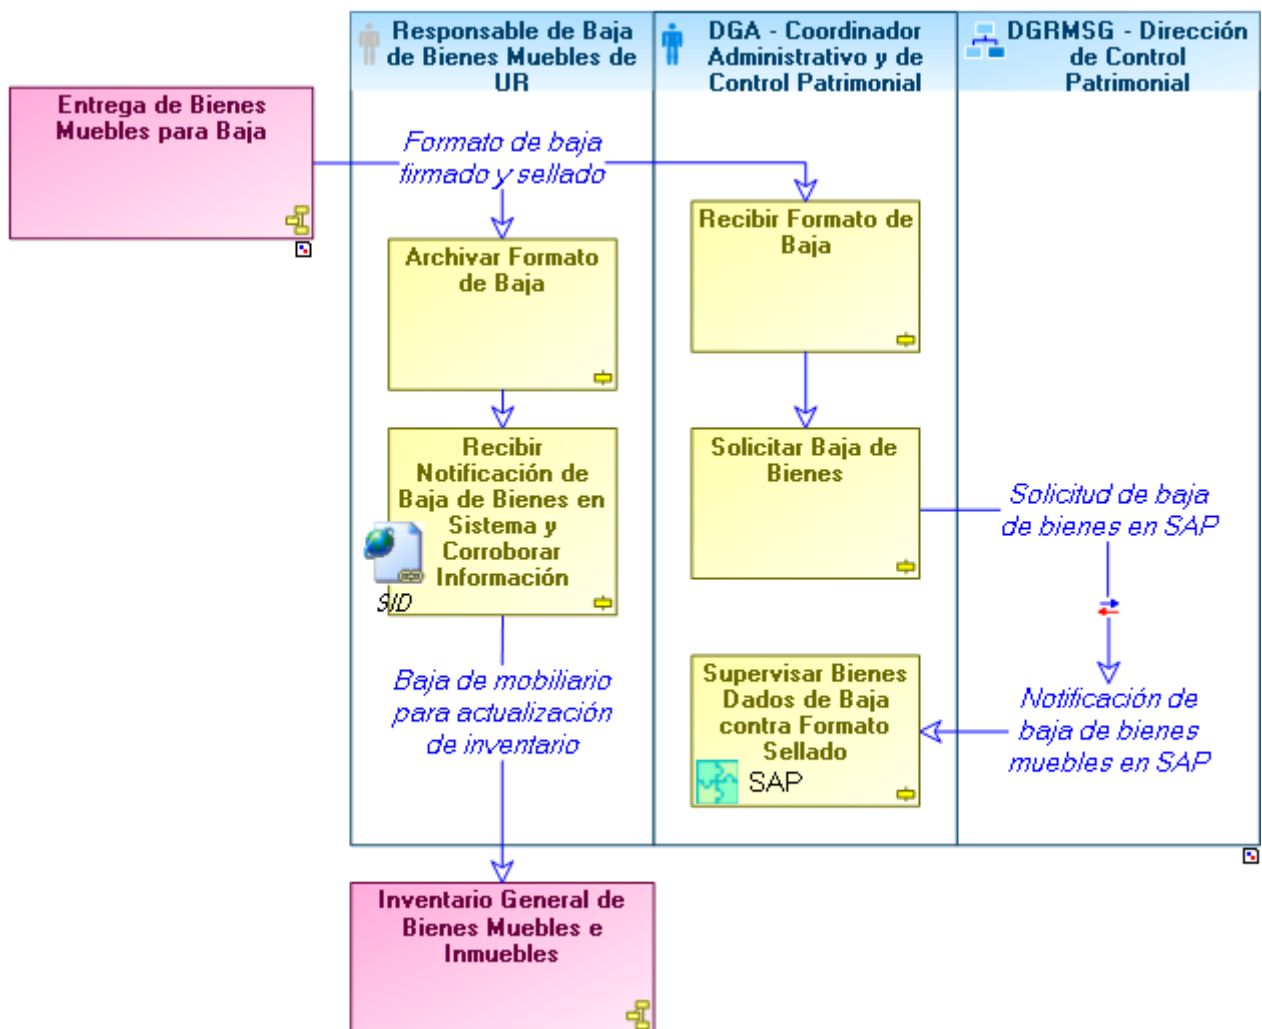 Responsable de Baja
de Bienes Muebles de
UR
DGA - Coordinador
Administrativo y de
Control Patrimonial
DGRMSG - Dirección
de Control
Patrimonial
Entrega de Bienes
Muebles para Baja
Formato de baja
firmado y sellado
Archivar Formato
de Baja
Recibir Formato de
Baja
Recibir
Notificación de
Baja de Bienes en
Sistema y
Corroborar
Información
SID
Solicitar Baja de
Bienes
Solicitud de baja
de bienes en SAP
Baja de mobiliario
para actualización
de inventario
Supervisar Bienes
Dados de Baja
contra Formato
Sellado
SAP
Notificación de
baja de bienes
muebles en SAP
Inventario General de
Bienes Muebles e
Inmuebles